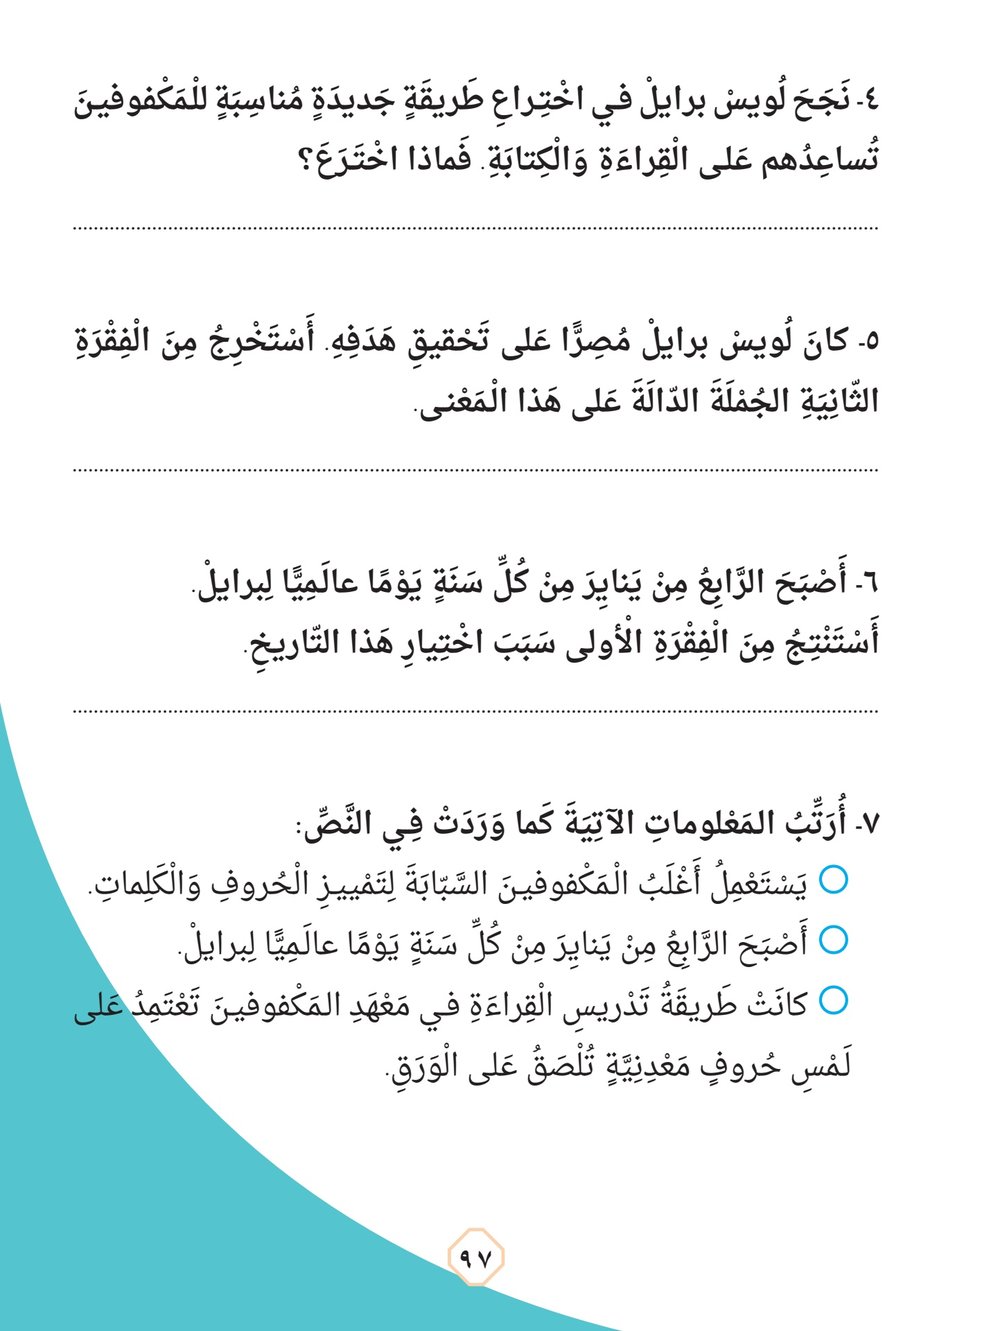 ٤- نَجَحَ لُويسْ برايلْ في اخْتِراعِ طَريقَةٍ جَديدَةٍ مُناسِبَةٍ للْمَكْفوفينَ
تُساعِدُهم عَلى الْقِراءَةِ وَالْكِتابَةِ. فَماذا اخْتَرَعَ؟
٥- كانَ لُويسْ برايلْ مُصِرًّا عَلى تَحْقيقِ هَدَفِهِ. أَسْتَخْرِجُ مِنَ الْفِقْرَةِ
الثّانِيَةِ الجُمْلَةَ الدّالَةَ عَلى هَذا الْمَعْنى.
٦- أَصْبَحَ الرَّابِعُ مِنْ يَنايِرَ مِنْ كُلِّ سَنَةٍ يَوْمًا عالَمِيًّا لِبرايلْ.
أَسْتَنْتِجُ مِنَ الْفِقْرَةِ الْأولى سَبَبَ اخْتِيارِ هَذا التّاريخِ.
٧- أُرَتِّبُ المَعْلوماتِ الآتِيَةَ كَما وَرَدَتْ فِي النَّصِّ:
يَسْتَعْمِلُ أَغْلَبُ الْمَكْفوفينَ السَّبّابَةَ لِتَمْييزِ الْحُروفِ وَالْكَلِماتِ.
أَصْبَحَ الرَّابِعُ مِنْ يَنايِرَ مِنْ كُلِّ سَنَةٍ يَوْمًا عالَمِيًّا لِبرايلْ.
كانَتْ طَريقَةُ تَدْريسِ الْقِراءَةِ في مَعْهَدِ المَكْفوفينَ تَعْتَمِدُ عَلى
لَمْسِ حُروفٍ مَعْدِنِيَّةٍ تُلْصَقُ عَلى الْوَرَقِ.
٩٧